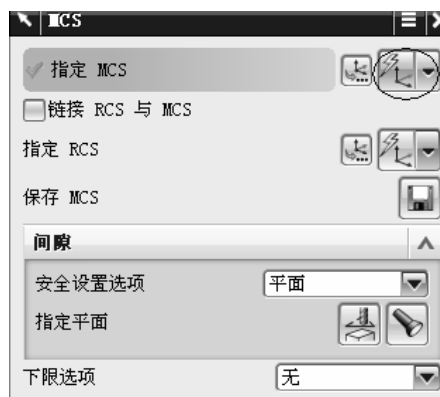 MCS
指定 MCS
链接 RCS 与 MCS
指定 RCS
保存 MCS
间隙
安全设置选项 平面
指定平面
下限选项 无